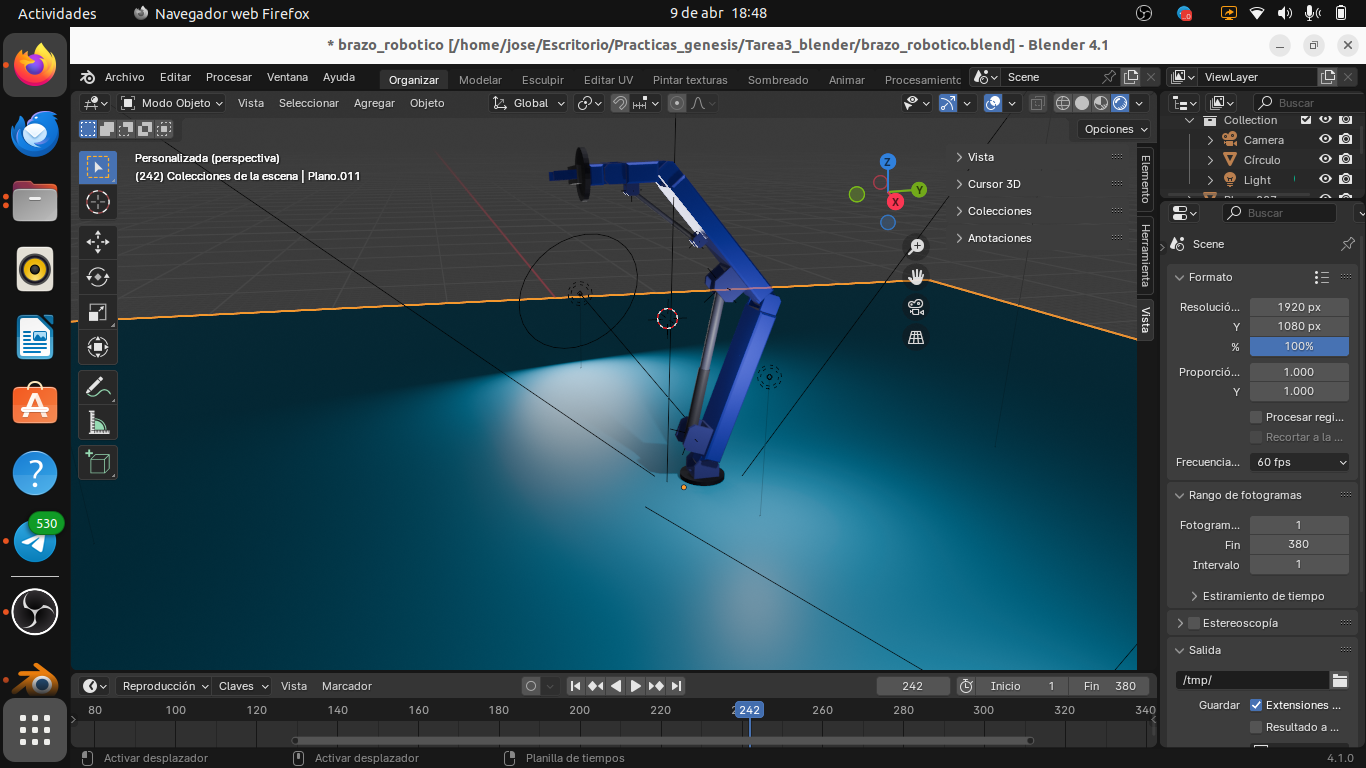 Actividades
Navegador web Firefox
9 de abr 18:48
* brazo_robotico [/home/jose/Escritorio/Practicas_genesis/Tarea3_blender/brazo_robotico.blend] - Blender 4.1
Archivo Editar Procesar Ventana Ayuda
Organizar Modelar Esculpir Editar UV Pintar texturas Sombreado Animar Procesamiento
Scene
ViewLayer
Modo Objeto Vista Seleccionar Agregar Objeto
Global
Buscar
Opciones
Collection
Camera
Círculo
Light
Personalizada (perspectiva)
(242) Colecciones de la escena | Plano.011
Vista
Cursor 3D
Colecciones
Anotaciones
Elemento
Herramienta
Vista
Z
Y
X
Buscar
Scene
Formato
Resolució... 1920 px
Y 1080 px
% 100%
Proporció... 1.000
Y 1.000
Procesar regi...
Recortar a la ...
Frecuencia... 60 fps
Rango de fotogramas
Fotogram... 1
Fin 380
Intervalo 1
Estiramiento de tiempo
Estereoscopía
Salida
/tmp/
Guardar Extensiones ...
Resultado a ...
530
Reproducción Claves Vista Marcador
242
Inicio 1
Fin 380
80 100 120 140 160 180 200 220 242 260 280 300 320 340
Activar desplazador
Activar desplazador
Planilla de tiempos
4.1.0